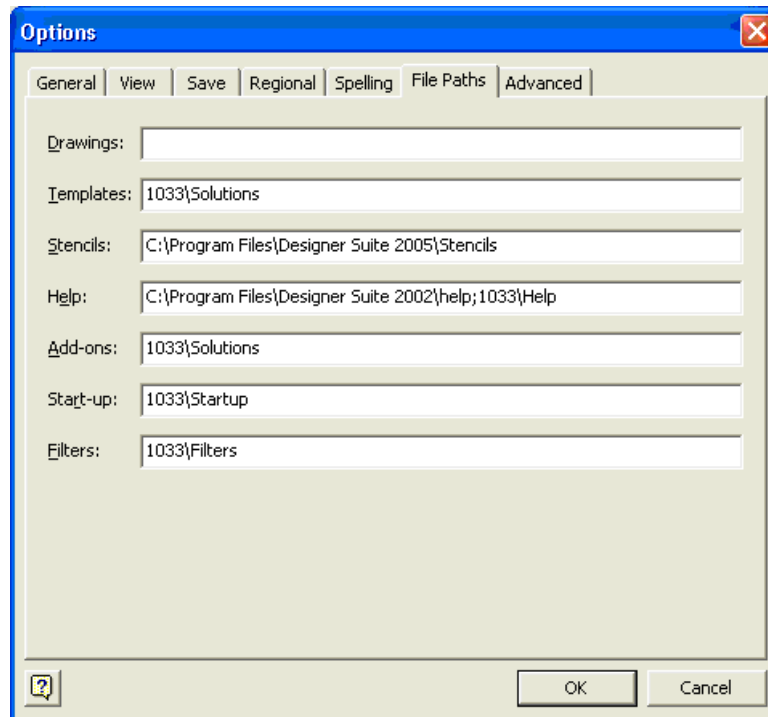 Options
General View Save Regional Spelling File Paths Advanced
Drawings:
Templates: 1033\Solutions
Stencils: C:\Program Files\Designer Suite 2005\Stencils
Help: C:\Program Files\Designer Suite 2002\help;1033\Help
Add-ons: 1033\Solutions
Start-up: 1033\Startup
Filters: 1033\Filters
? OK Cancel